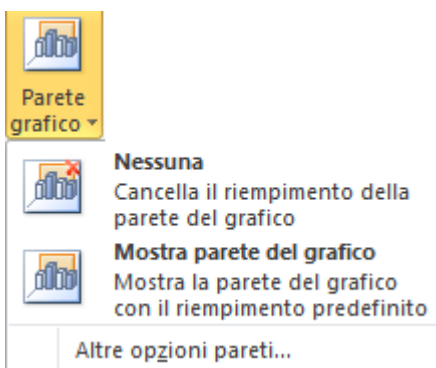 Parete
grafico
Nessuna
Cancella il riempimento della
parete del grafico
Mostra parete del grafico
Mostra la parete del grafico
con il riempimento predefinito
Altre opzioni pareti...